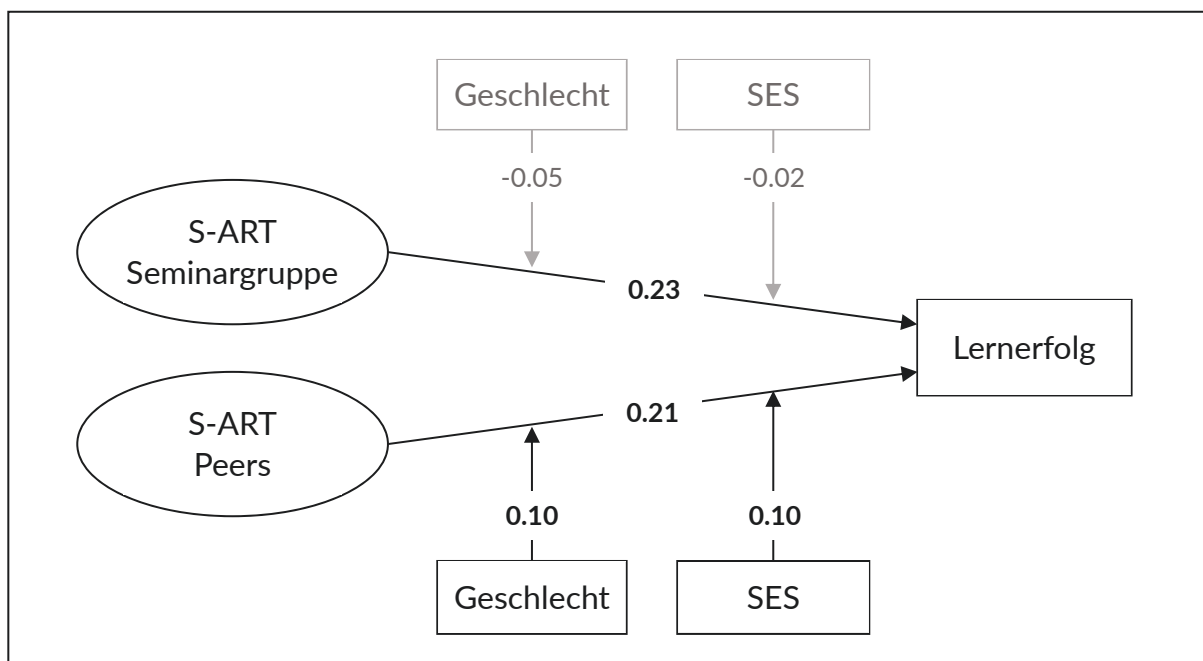 Geschlecht
SES
-0.05
-0.02
S-ART
Seminargruppe
0.23
Lernerfolg
S-ART
Peers
0.21
0.10
0.10
Geschlecht
SES